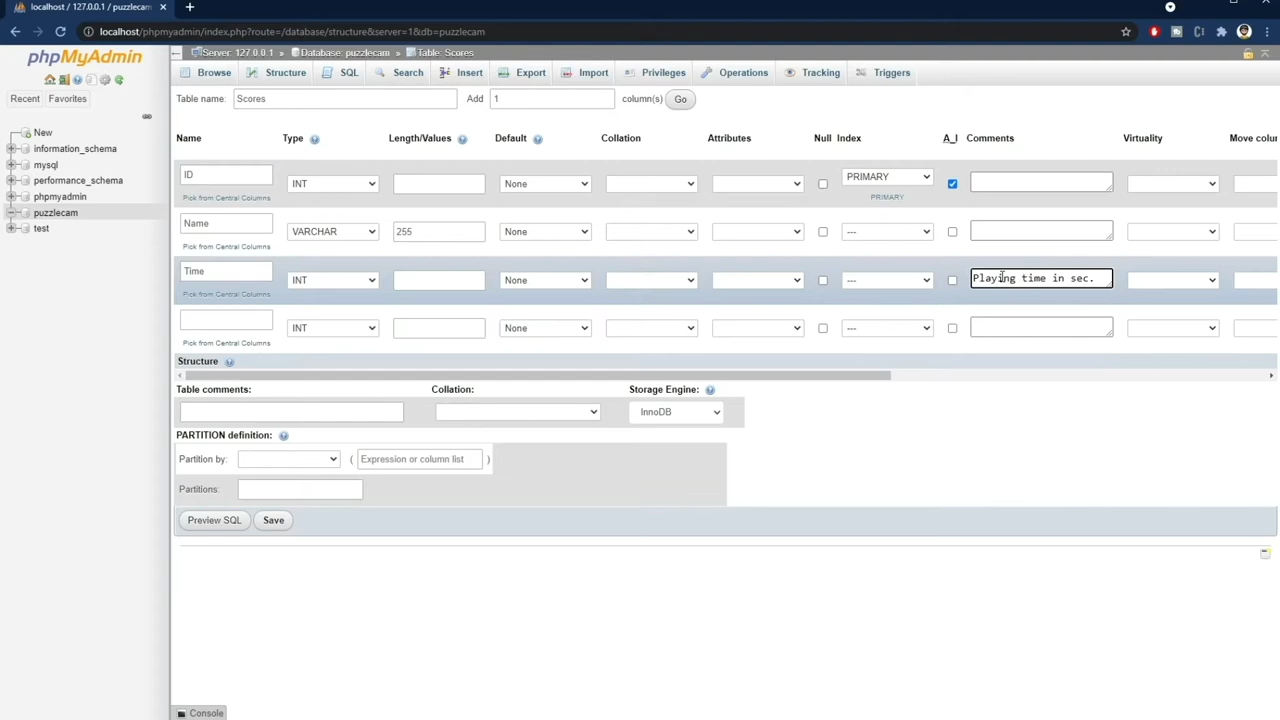 localhost / 127.0.0.1 / puzzlecam
localhost/phpmyadmin/index.php?route=/database/structure&server=1&db=puzzlecam
phpMyAdmin
Server: 127.0.0.1 » Database: puzzlecam » Table: Scores
Browse Structure SQL Search Insert Export Import Privileges Operations Tracking Triggers
Recent Favorites
Table name: Scores Add 1 column(s) Go
New
information_schema
mysql
performance_schema
phpmyadmin
puzzlecam
test
Name Type Length/Values Default Collation Attributes Null Index A_I Comments Virtuality Move colum
ID INT None PRIMARY
Pick from Central Columns PRIMARY
Name VARCHAR 255 None ---
Pick from Central Columns
Time INT None --- Playing time in sec.
Pick from Central Columns
INT None ---
Pick from Central Columns
Structure
Table comments: Collation: Storage Engine:
InnoDB
PARTITION definition:
Partition by: ( Expression or column list )
Partitions:
Preview SQL Save
Console